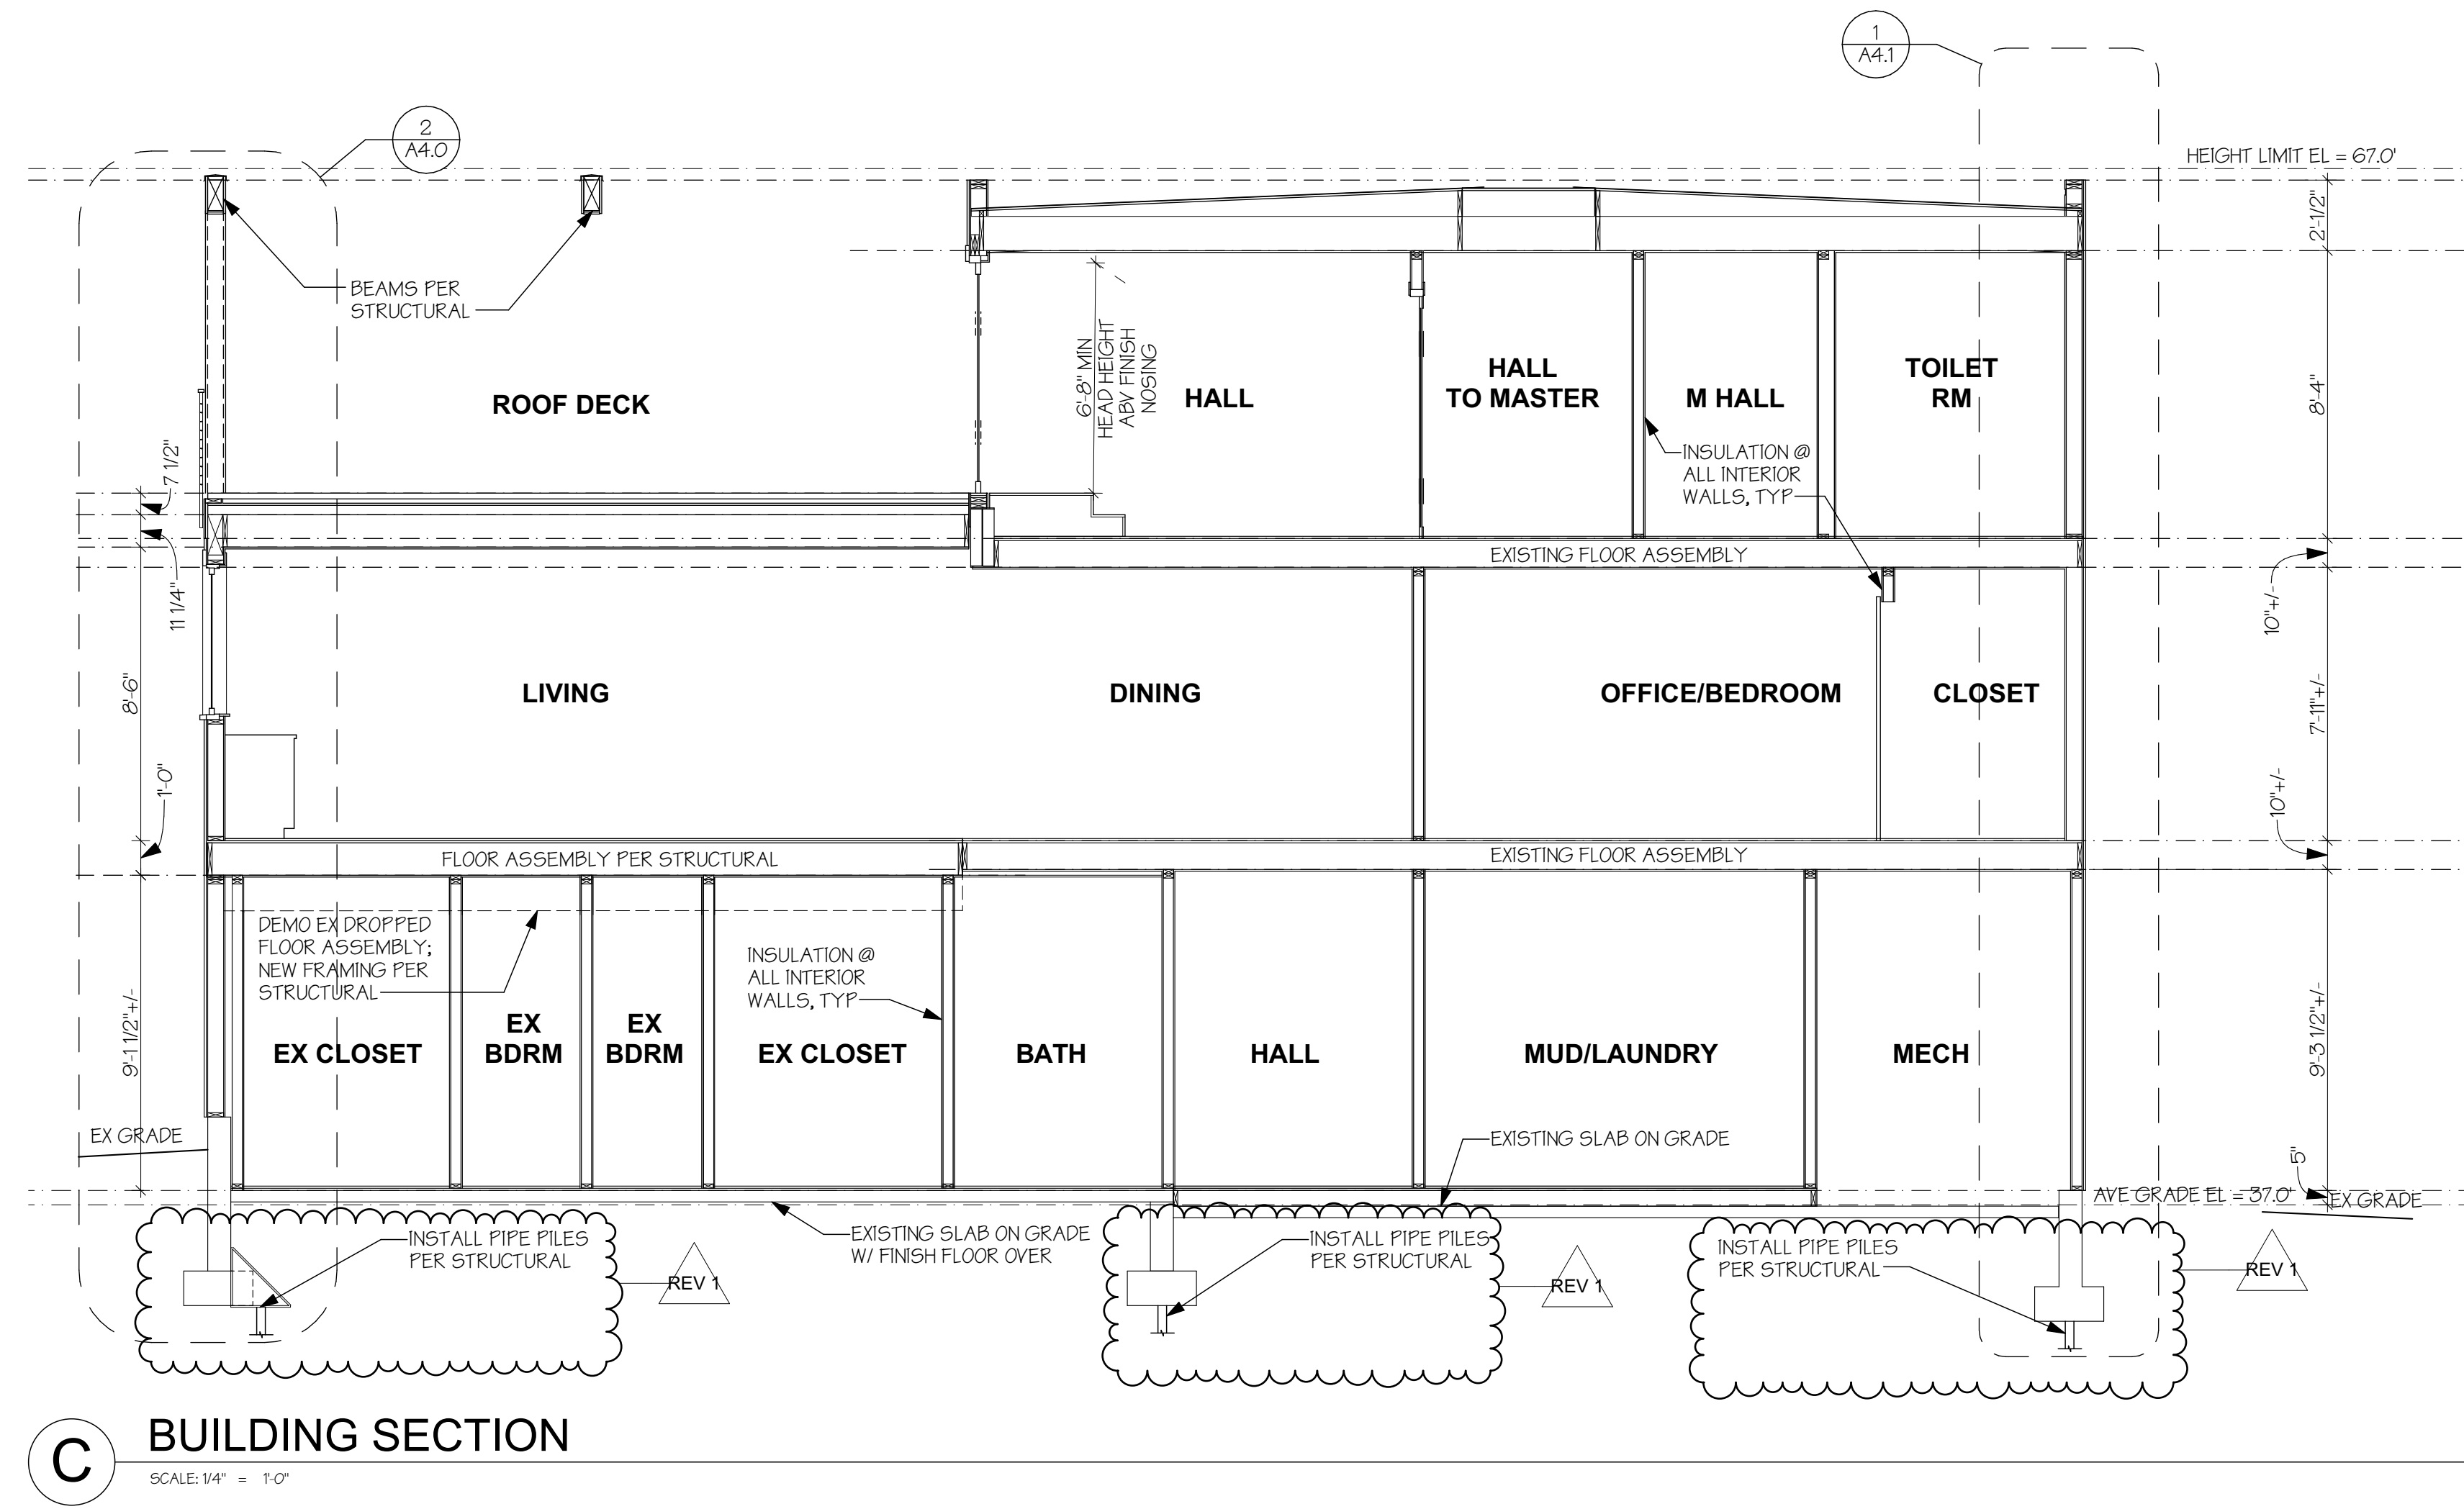 1
A4.1
2
A4.0
HEIGHT LIMIT EL = 67.0'
2'-1/2"
BEAMS PER
STRUCTURAL
6'-8" MIN
HEAD HEIGHT
ABV FINISH
NOSING
ROOF DECK
HALL
HALL
TO MASTER
M HALL
TOILET
RM
8'-4"
INSULATION @
ALL INTERIOR
WALLS, TYP
7 1/2"
11 1/4"
EXISTING FLOOR ASSEMBLY
10"+/-
8'-6"
LIVING
DINING
OFFICE/BEDROOM
CLOSET
7'-11"+/-
1'-0"
10"+/-
FLOOR ASSEMBLY PER STRUCTURAL
EXISTING FLOOR ASSEMBLY
DEMO EX DROPPED
FLOOR ASSEMBLY;
NEW FRAMING PER
STRUCTURAL
INSULATION @
ALL INTERIOR
WALLS, TYP
9'-1 1/2"+/-
EX CLOSET
EX
BDRM
EX
BDRM
EX CLOSET
BATH
HALL
MUD/LAUNDRY
MECH
9'-3 1/2"+/-
EX GRADE
EXISTING SLAB ON GRADE
5"
AVE GRADE EL = 37.0'
EX GRADE
INSTALL PIPE PILES
PER STRUCTURAL
REV 1
EXISTING SLAB ON GRADE
W/ FINISH FLOOR OVER
INSTALL PIPE PILES
PER STRUCTURAL
REV 1
INSTALL PIPE PILES
PER STRUCTURAL
REV 1
C
BUILDING SECTION
SCALE: 1/4" = 1'-0"